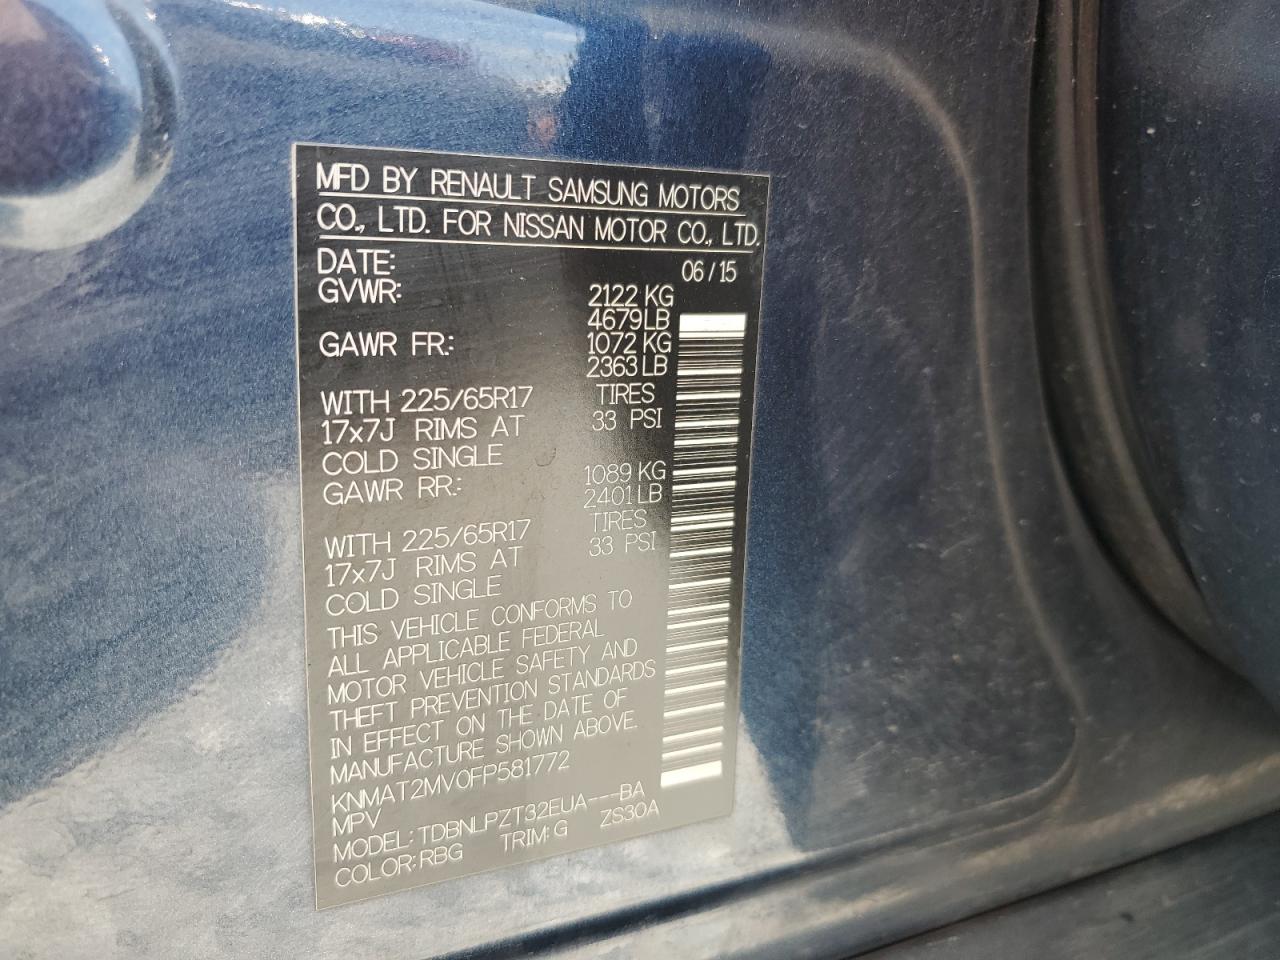 MFD BY RENAULT SAMSUNG MOTORS
CO., LTD. FOR NISSAN MOTOR CO., LTD.
DATE: 06/15
GVWR: 2122 KG
4679 LB
GAWR FR.: 1072 KG
2363 LB
WITH 225/65R17 TIRES
17x7J RIMS AT 33 PSI
COLD SINGLE
GAWR RR.: 1089 KG
2401 LB
WITH 225/65R17 TIRES
17x7J RIMS AT 33 PSI
COLD SINGLE
THIS VEHICLE CONFORMS TO
ALL APPLICABLE FEDERAL
MOTOR VEHICLE SAFETY AND
THEFT PREVENTION STANDARDS
IN EFFECT ON THE DATE OF
MANUFACTURE SHOWN ABOVE.
KNMAT2MV0FP581772
MPV
MODEL: TDBNLPZT32EUA---BA
COLOR: RBG TRIM: G ZS30A